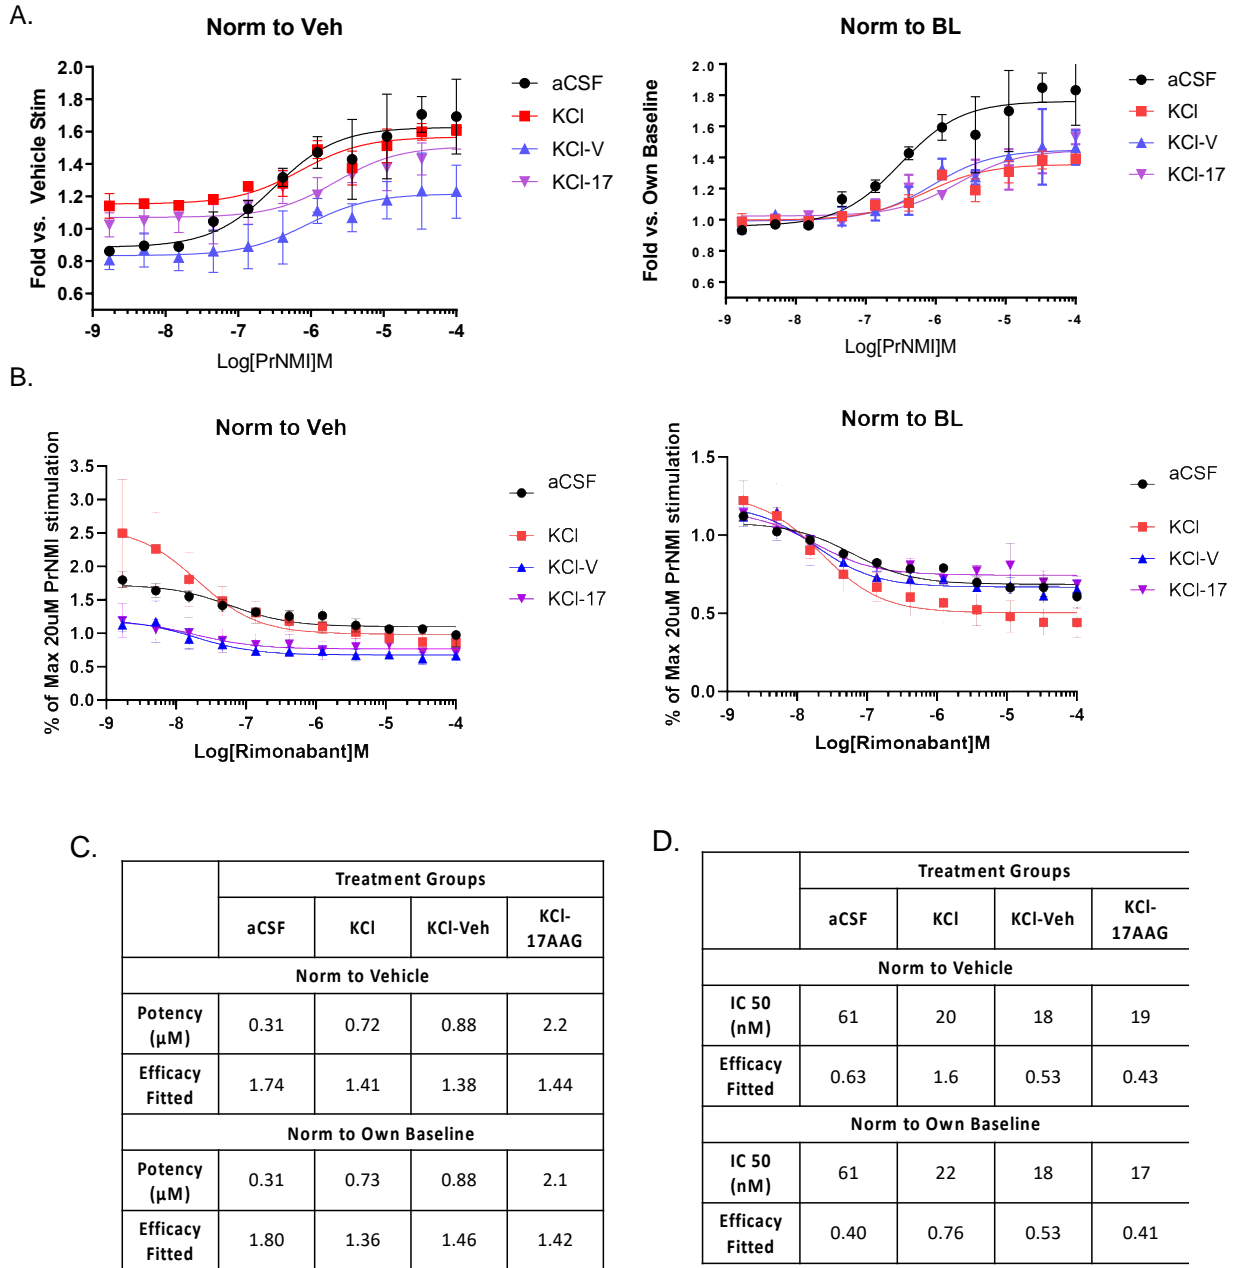 A.
Norm to Veh
Fold vs. Vehicle Stim
2.0
1.8
1.6
1.4
1.2
1.0
0.8
0.6
-9 -8 -7 -6 -5 -4
Log[PrNMI]M
aCSF
KCl
KCl-V
KCl-17
Norm to BL
Fold vs. Own Baseline
2.0
1.8
1.6
1.4
1.2
1.0
0.8
0.6
-9 -8 -7 -6 -5 -4
Log[PrNMI]M
aCSF
KCl
KCl-V
KCl-17
B.
Norm to Veh
% of Max 20uM PrNMI stimulation
3.5
3.0
2.5
2.0
1.5
1.0
0.5
0.0
-9 -8 -7 -6 -5 -4
Log[Rimonabant]M
aCSF
KCl
KCl-V
KCl-17
Norm to BL
% of Max 20uM PrNMI stimulation
1.5
1.0
0.5
0.0
-9 -8 -7 -6 -5 -4
Log[Rimonabant]M
aCSF
KCl
KCl-V
KCl-17
C.
Treatment Groups
aCSF KCl KCl-Veh KCl-
17AAG
Norm to Vehicle
Potency
(µM) 0.31 0.72 0.88 2.2
Efficacy
Fitted 1.74 1.41 1.38 1.44
Norm to Own Baseline
Potency
(µM) 0.31 0.73 0.88 2.1
Efficacy
Fitted 1.80 1.36 1.46 1.42
D.
Treatment Groups
aCSF KCl KCl-Veh KCl-
17AAG
Norm to Vehicle
IC 50
(nM) 61 20 18 19
Efficacy
Fitted 0.63 1.6 0.53 0.43
Norm to Own Baseline
IC 50
(nM) 61 22 18 17
Efficacy
Fitted 0.40 0.76 0.53 0.41